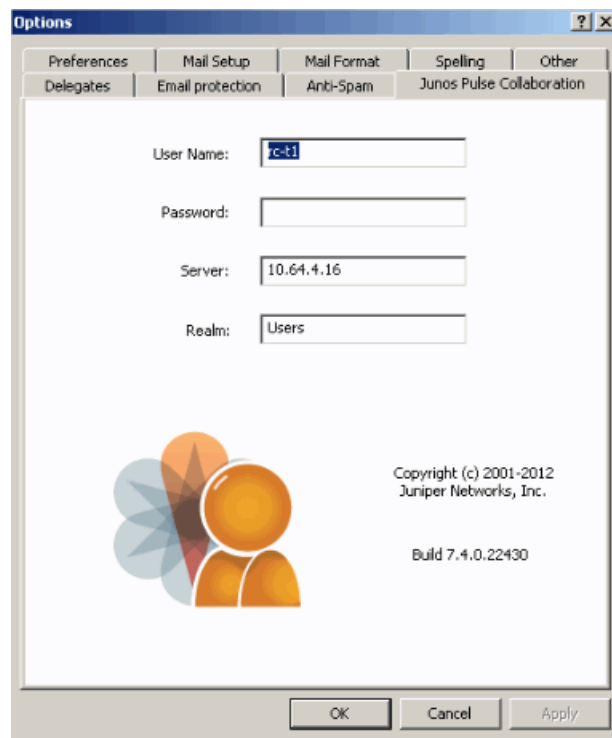 Options
Preferences Mail Setup Mail Format Spelling Other
Delegates Email protection Anti-Spam Junos Pulse Collaboration
User Name: rc-t1
Password:
Server: 10.64.4.16
Realm: Users
Copyright (c) 2001-2012
Juniper Networks, Inc.
Build 7.4.0.22430
OK Cancel Apply